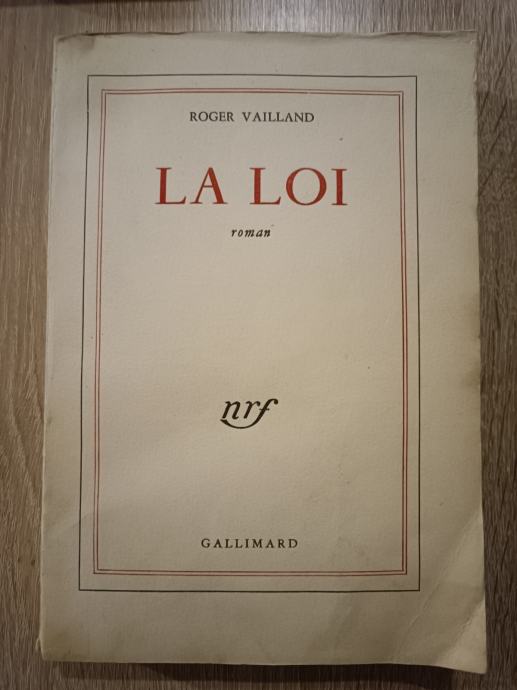 ROGER VAILLAND
LA LOI
roman
nrf
GALLIMARD